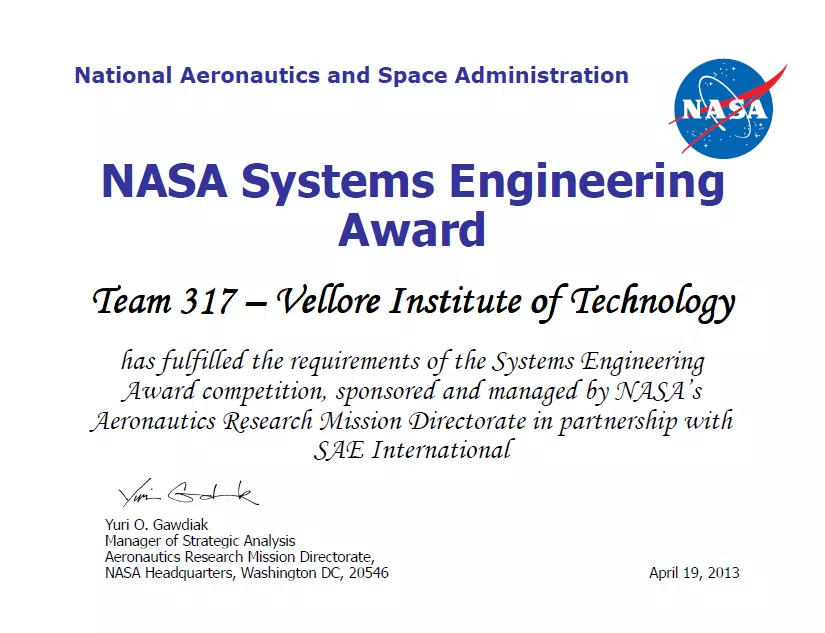 National Aeronautics and Space Administration
NASA
NASA Systems Engineering
Award
Team 317 – Vellore Institute of Technology
has fulfilled the requirements of the Systems Engineering
Award competition, sponsored and managed by NASA's
Aeronautics Research Mission Directorate in partnership with
SAE International
Yuri Gawdiak
Yuri O. Gawdiak
Manager of Strategic Analysis
Aeronautics Research Mission Directorate,
NASA Headquarters, Washington DC, 20546
April 19, 2013